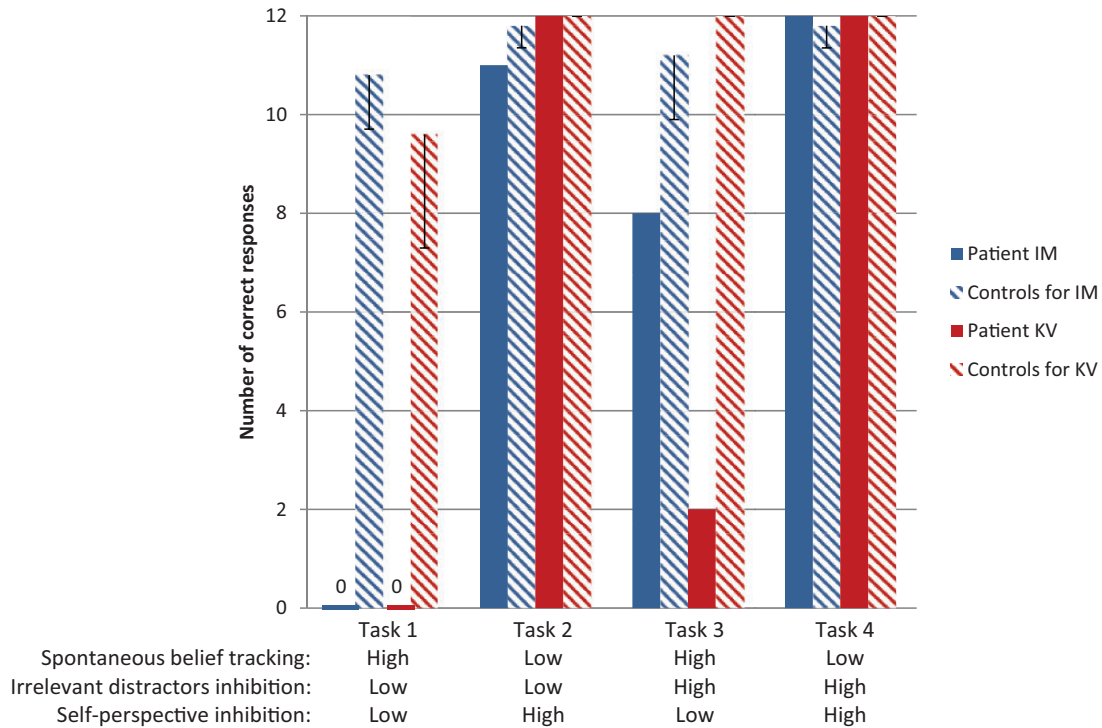 12
10
8
6
4
2
0
Number of correct responses
0 0
Patient IM
Controls for IM
Patient KV
Controls for KV
Task 1 Task 2 Task 3 Task 4
Spontaneous belief tracking: High Low High Low
Irrelevant distractors inhibition: Low Low High High
Self-perspective inhibition: Low High Low High